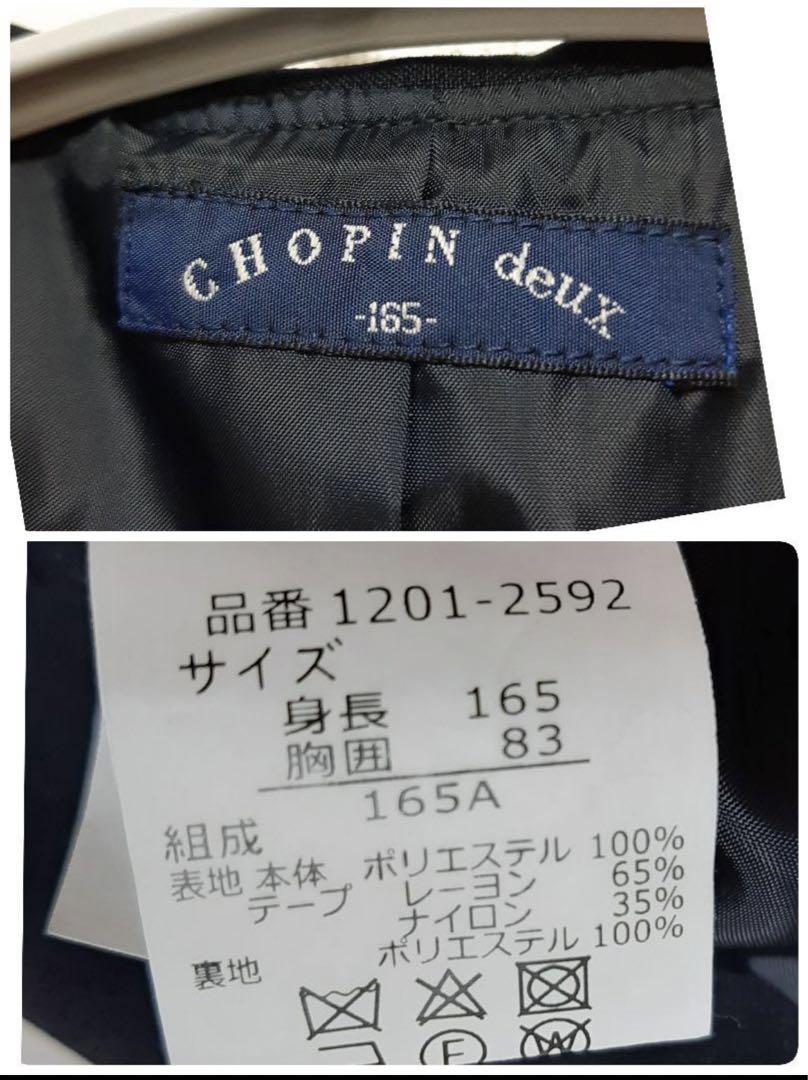 CHOPIN deux
-165-
品番 1201-2592
サイズ
身長 165
胸囲 83
165A
組成
表地 本体 ポリエステル 100%
テープ レーヨン 65%
ナイロン 35%
裏地 ポリエステル 100%
F
W